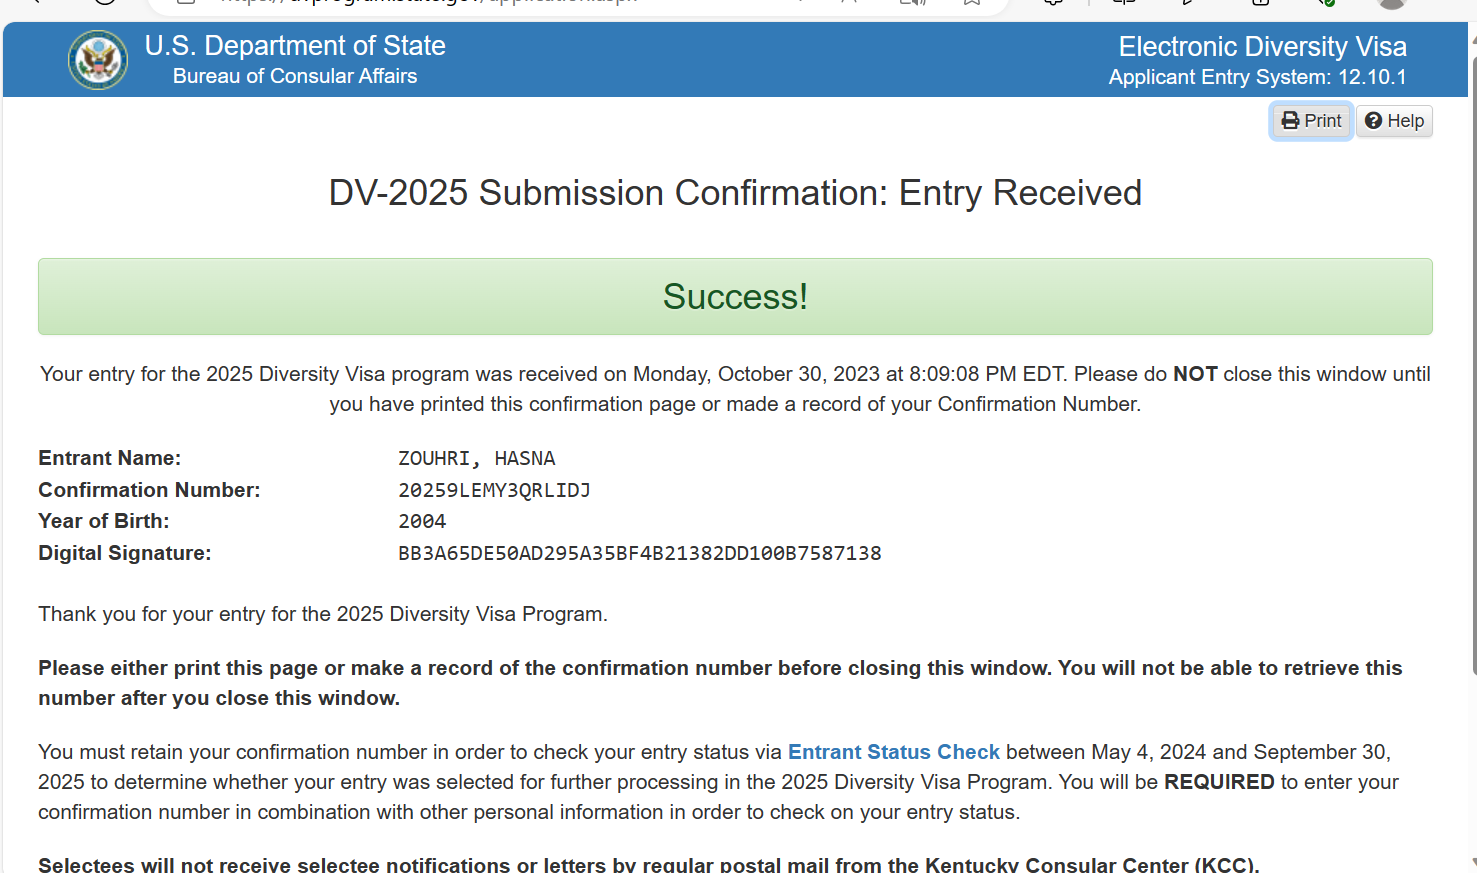 U.S. Department of State
Bureau of Consular Affairs
Electronic Diversity Visa
Applicant Entry System: 12.10.1
Print
Help
DV-2025 Submission Confirmation: Entry Received
Success!
Your entry for the 2025 Diversity Visa program was received on Monday, October 30, 2023 at 8:09:08 PM EDT. Please do NOT close this window until
you have printed this confirmation page or made a record of your Confirmation Number.
Entrant Name: ZOUHRI, HASNA
Confirmation Number: 20259LEMY3QRLIDJ
Year of Birth: 2004
Digital Signature: BB3A65DE50AD295A35BF4B21382DD100B7587138
Thank you for your entry for the 2025 Diversity Visa Program.
Please either print this page or make a record of the confirmation number before closing this window. You will not be able to retrieve this
number after you close this window.
You must retain your confirmation number in order to check your entry status via Entrant Status Check between May 4, 2024 and September 30,
2025 to determine whether your entry was selected for further processing in the 2025 Diversity Visa Program. You will be REQUIRED to enter your
confirmation number in combination with other personal information in order to check on your entry status.
Selectees will not receive selectee notifications or letters by regular postal mail from the Kentucky Consular Center (KCC).